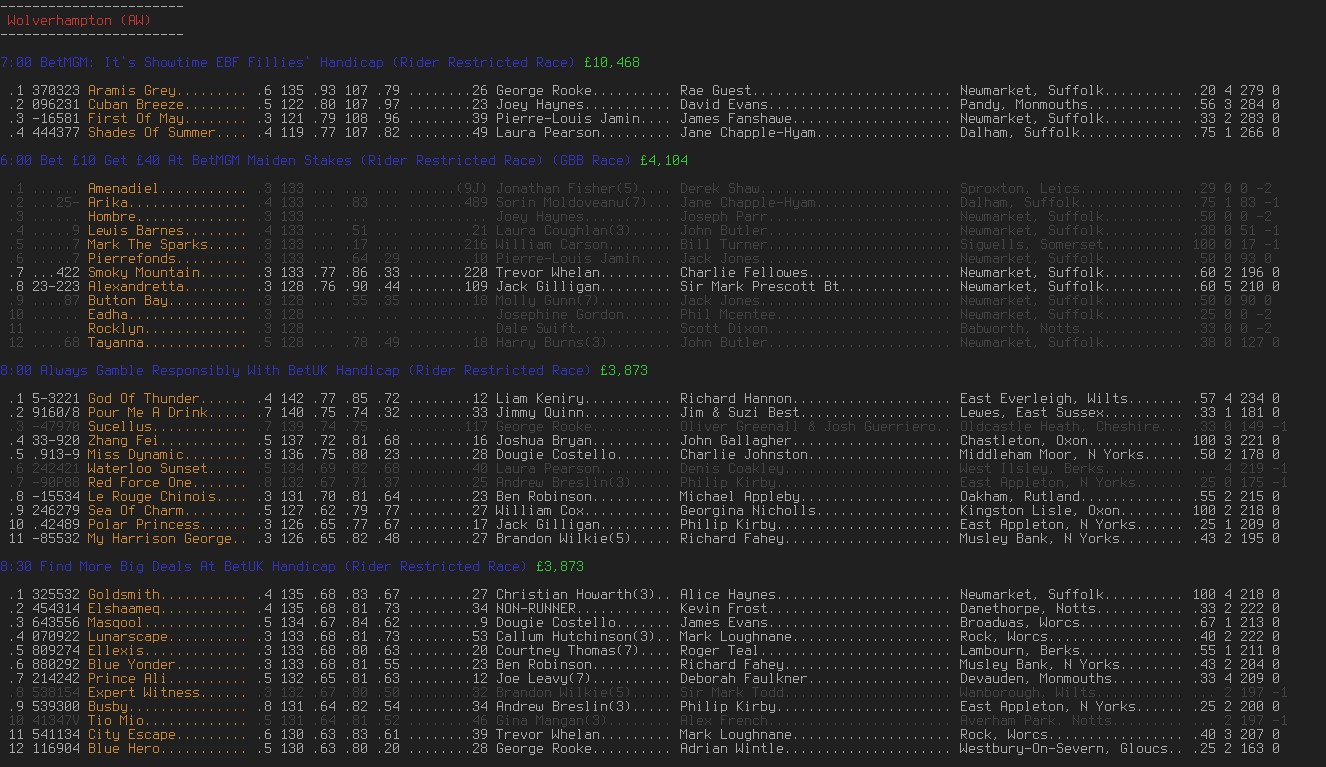 -----------------------
Wolverhampton (AW)
-----------------------
7:00 BetMGM: It's Showtime EBF Fillies' Handicap (Rider Restricted Race) £10,468
.1 370323 Aramis Grey......... .6 135 .93 107 .79 ........26 George Rooke.......... Rae Guest......................... Newmarket, Suffolk.......... .20 4 279 0
.2 096231 Cuban Breeze........ .5 122 .80 107 .97 ........23 Joey Haynes........... David Evans....................... Pandy, Monmouths............ .56 3 284 0
.3 -16581 First Of May........ .3 121 .79 108 .96 ........39 Pierre-Louis Jamin.... James Fanshawe.................... Newmarket, Suffolk.......... .33 2 283 0
.4 444377 Shades Of Summer.... .4 119 .77 107 .82 ........49 Laura Pearson......... Jane Chapple-Hyam................. Dalham, Suffolk............. .75 1 266 0
6:00 Bet £10 Get £40 At BetMGM Maiden Stakes (Rider Restricted Race) (GBB Race) £4,104
.1 ...... Amenadiel........... .3 133 ... ... ... ......(9J) Jonathan Fisher(5).... Derek Shaw........................ Sproxton, Leics............. .29 0 0 -2
.2 ...25- Arika............... .4 133 ... .83 ... .......489 Sorin Moldoveanu(7)... Jane Chapple-Hyam................. Dalham, Suffolk............. .75 1 83 -1
.3 ...... Hombre.............. .3 133 ... ... ... .......... Joey Haynes........... Joseph Parr....................... Newmarket, Suffolk.......... .50 0 0 -2
.4 .....9 Lewis Barnes........ .4 133 ... .51 ... ........21 Laura Coughlan(3)..... John Butler....................... Newmarket, Suffolk.......... .38 0 51 -1
.5 .....7 Mark The Sparks..... .3 133 ... .17 ... .......216 William Carson........ Bill Turner....................... Sigwells, Somerset.......... 100 0 17 -1
.6 .....7 Pierrefonds......... .3 133 ... .64 .29 ........10 Pierre-Louis Jamin.... Jack Jones........................ Newmarket, Suffolk.......... .50 0 93 0
.7 ...422 Smoky Mountain...... .3 133 .77 .86 .33 .......220 Trevor Whelan......... Charlie Fellowes.................. Newmarket, Suffolk.......... .60 2 196 0
.8 23-223 Alexandretta........ .3 128 .76 .90 .44 .......109 Jack Gilligan......... Sir Mark Prescott Bt.............. Newmarket, Suffolk.......... .60 5 210 0
.9 ....87 Button Bay.......... .3 128 ... .55 .35 ........18 Molly Gunn(7)......... Jack Jones........................ Newmarket, Suffolk.......... .50 0 90 0
10 ...... Eadha............... .3 128 ... ... ... .......... Josephine Gordon...... Phil Mcentee...................... Newmarket, Suffolk.......... .25 0 0 -2
11 ...... Rocklyn............. .3 128 ... ... ... .......... Dale Swift............ Scott Dixon....................... Babworth, Notts............. .33 0 0 -2
12 ....68 Tayanna............. .5 128 ... .78 .49 ........18 Harry Burns(3)........ John Butler....................... Newmarket, Suffolk.......... .38 0 127 0
8:00 Always Gamble Responsibly With BetUK Handicap (Rider Restricted Race) £3,873
.1 5-3221 God Of Thunder...... .4 142 .77 .85 .72 ........12 Liam Keniry........... Richard Hannon.................... East Everleigh, Wilts....... .57 4 234 0
.2 9160/8 Pour Me A Drink..... .7 140 .75 .74 .32 ........33 Jimmy Quinn........... Jim & Suzi Best................... Lewes, East Sussex.......... .33 1 181 0
.3 -47970 Sucellus............ .7 139 .74 .75 ... .......117 George Rooke.......... Oliver Greenall & Josh Guerriero.. Oldcastle Heath, Cheshire... .33 0 149 -1
.4 33-920 Zhang Fei........... .5 137 .72 .81 .68 ........16 Joshua Bryan.......... John Gallagher.................... Chastleton, Oxon............ 100 3 221 0
.5 .913-9 Miss Dynamic........ .3 136 .75 .80 .23 ........28 Dougie Costello....... Charlie Johnston.................. Middleham Moor, N Yorks..... .50 2 178 0
.6 242421 Waterloo Sunset..... .5 134 .69 .82 .68 ........40 Laura Pearson......... Denis Coakley..................... West Ilsley, Berks.......... ... 4 219 -1
.7 -90P88 Red Force One....... .8 132 .67 .71 .37 ........25 Andrew Breslin(3)..... Philip Kirby...................... East Appleton, N Yorks...... .25 0 175 -1
.8 -15534 Le Rouge Chinois.... .3 131 .70 .81 .64 ........23 Ben Robinson.......... Michael Appleby................... Oakham, Rutland............. .55 2 215 0
.9 246279 Sea Of Charm........ .5 127 .62 .79 .77 ........27 William Cox........... Georgina Nicholls................. Kingston Lisle, Oxon........ 100 2 218 0
10 .42489 Polar Princess...... .3 126 .65 .77 .67 ........17 Jack Gilligan......... Philip Kirby...................... East Appleton, N Yorks...... .25 1 209 0
11 -85532 My Harrison George.. .3 126 .65 .82 .48 ........27 Brandon Wilkie(5)..... Richard Fahey..................... Musley Bank, N Yorks........ .43 2 195 0
8:30 Find More Big Deals At BetUK Handicap (Rider Restricted Race) £3,873
.1 325532 Goldsmith........... .4 135 .68 .83 .67 ........27 Christian Howarth(3).. Alice Haynes...................... Newmarket, Suffolk.......... 100 4 218 0
.2 454314 Elshaameq........... .4 135 .68 .81 .73 ........34 NON-RUNNER............ Kevin Frost....................... Danethorpe, Notts........... .33 2 222 0
.3 643556 Masqool............. .5 134 .67 .84 .62 .........9 Dougie Costello....... James Evans....................... Broadwas, Worcs............. .67 1 213 0
.4 070922 Lunarscape.......... .3 133 .68 .81 .73 ........53 Callum Hutchinson(3).. Mark Loughnane.................... Rock, Worcs................. .40 2 222 0
.5 809274 Ellexis............. .4 133 .68 .80 .63 ........20 Courtney Thomas(7).... Roger Teal........................ Lambourn, Berks............. .55 1 211 0
.6 880292 Blue Yonder......... .3 133 .68 .81 .55 ........23 Ben Robinson.......... Richard Fahey..................... Musley Bank, N Yorks........ .43 2 204 0
.7 214242 Prince Ali.......... .5 132 .65 .81 .63 ........12 Joe Leavy(7).......... Deborah Faulkner.................. Devauden, Monmouths......... .33 4 209 0
.8 538154 Expert Witness...... .3 132 .67 .80 .50 ........32 Brandon Wilkie(5)..... Sir Mark Todd..................... Wanborough, Wilts........... ... 2 197 -1
.9 539300 Busby............... .8 131 .64 .82 .54 ........34 Andrew Breslin(3)..... Philip Kirby...................... East Appleton, N Yorks...... .25 2 200 0
10 41347V Tio Mio............. .5 131 .64 .81 .52 ........46 Gina Mangan(3)........ Alex French....................... Averham Park, Notts......... ... 2 197 -1
11 541134 City Escape......... .6 130 .63 .83 .61 ........39 Trevor Whelan......... Mark Loughnane.................... Rock, Worcs................. .40 3 207 0
12 116904 Blue Hero........... .5 130 .63 .80 .20 ........28 George Rooke.......... Adrian Wintle..................... Westbury-On-Severn, Gloucs.. .25 2 163 0